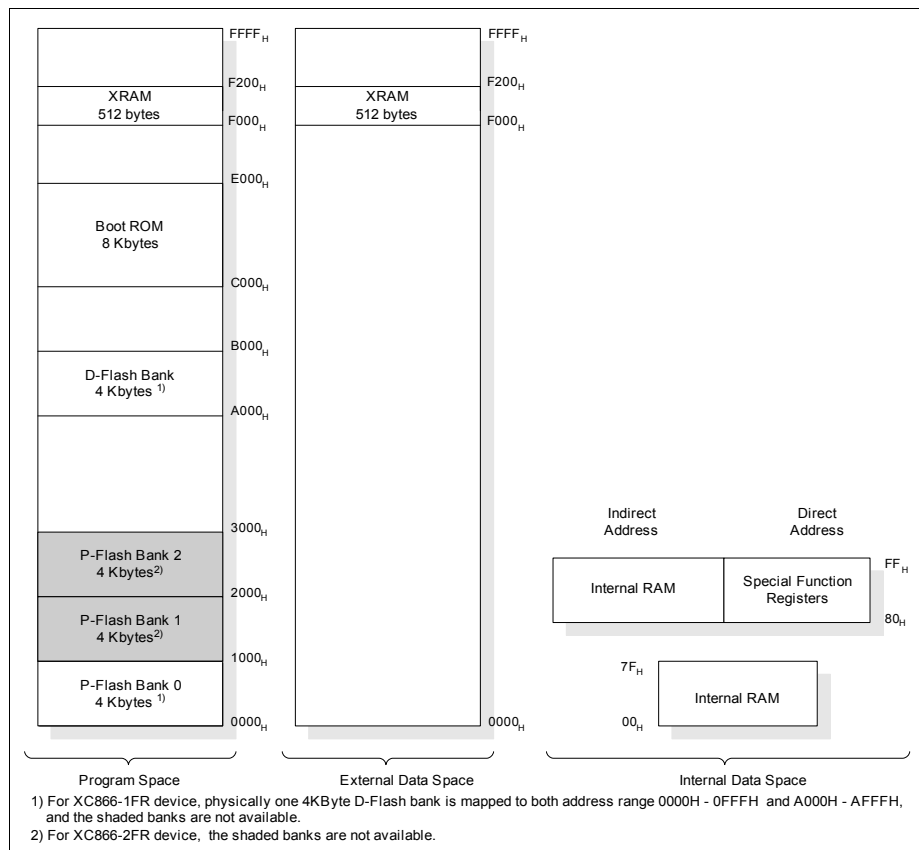 FFFFH
F200H
XRAM
512 bytes
F000H
E000H
Boot ROM
8 Kbytes
C000H
B000H
D-Flash Bank
4 Kbytes 1)
A000H
3000H
P-Flash Bank 2
4 Kbytes2)
2000H
P-Flash Bank 1
4 Kbytes2)
1000H
P-Flash Bank 0
4 Kbytes 1)
0000H
Program Space
FFFFH
F200H
XRAM
512 bytes
F000H
0000H
External Data Space
Indirect
Address
Direct
Address
Internal RAM
Special Function
Registers
FFH
80H
7FH
Internal RAM
00H
Internal Data Space
1) For XC866-1FR device, physically one 4KByte D-Flash bank is mapped to both address range 0000H - 0FFFH and A000H - AFFFH,
and the shaded banks are not available.
2) For XC866-2FR device, the shaded banks are not available.